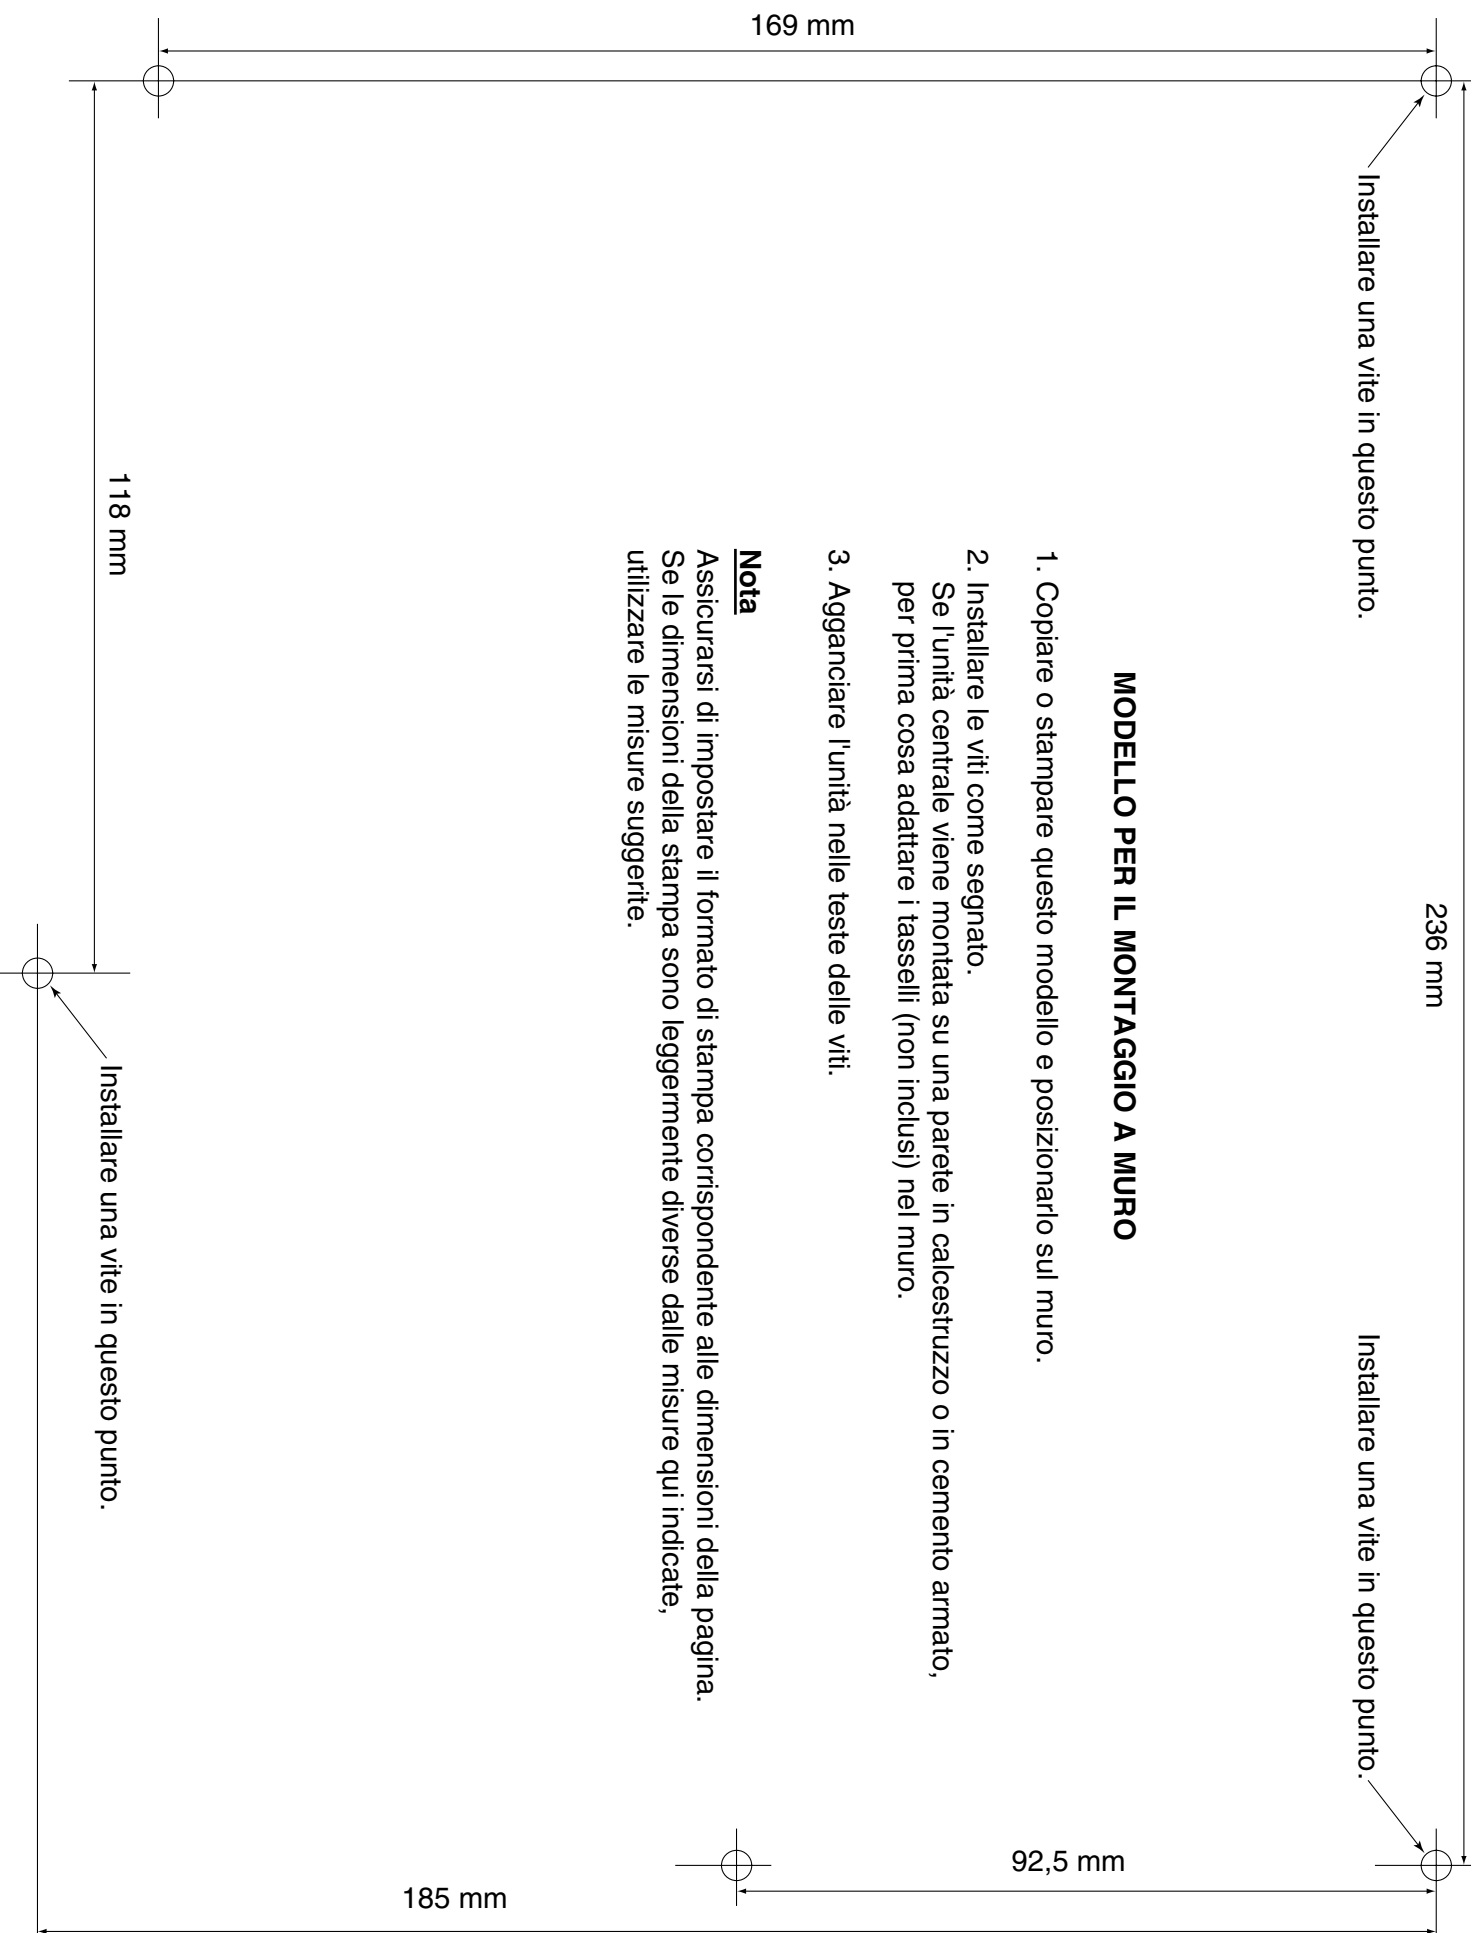 169 mm
236 mm
Installare una vite in questo punto.
Installare una vite in questo punto.
MODELLO PER IL MONTAGGIO A MURO
1. Copiare o stampare questo modello e posizionarlo sul muro.
2. Installare le viti come segnato.
Se l'unità centrale viene montata su una parete in calcestruzzo o in cemento armato,
per prima cosa adattare i tasselli (non inclusi) nel muro.
3. Agganciare l'unità nelle teste delle viti.
Nota
Assicurarsi di impostare il formato di stampa corrispondente alle dimensioni della pagina.
Se le dimensioni della stampa sono leggermente diverse dalle misure qui indicate,
utilizzare le misure suggerite.
118 mm
Installare una vite in questo punto.
92,5 mm
185 mm